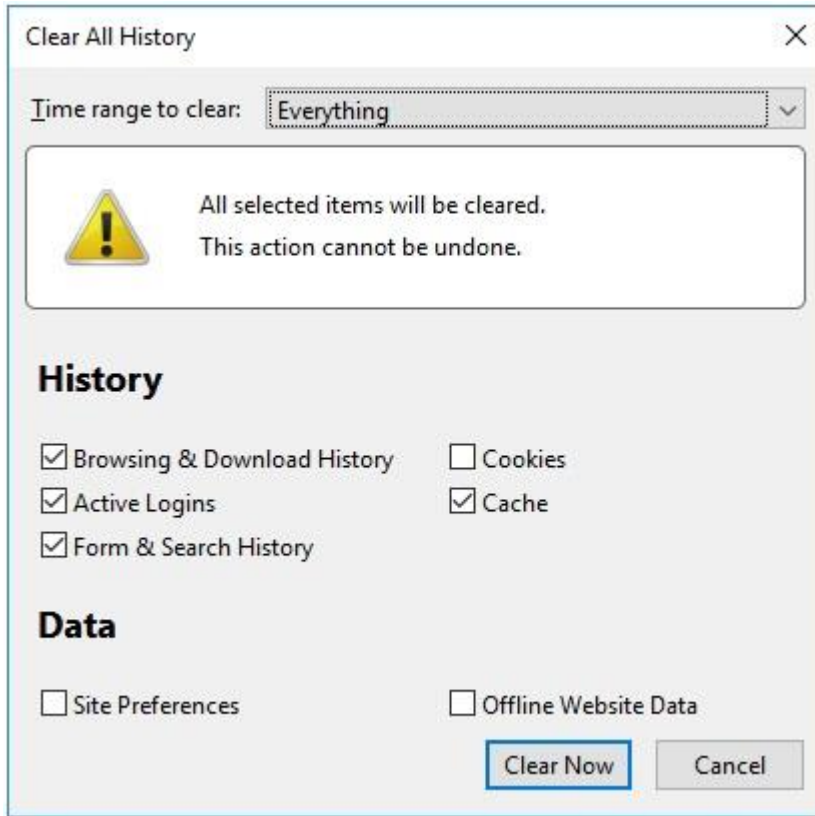 Clear All History
Time range to clear: Everything
All selected items will be cleared.
This action cannot be undone.
History
Browsing & Download History Cookies
Active Logins Cache
Form & Search History
Data
Site Preferences Offline Website Data
Clear Now Cancel